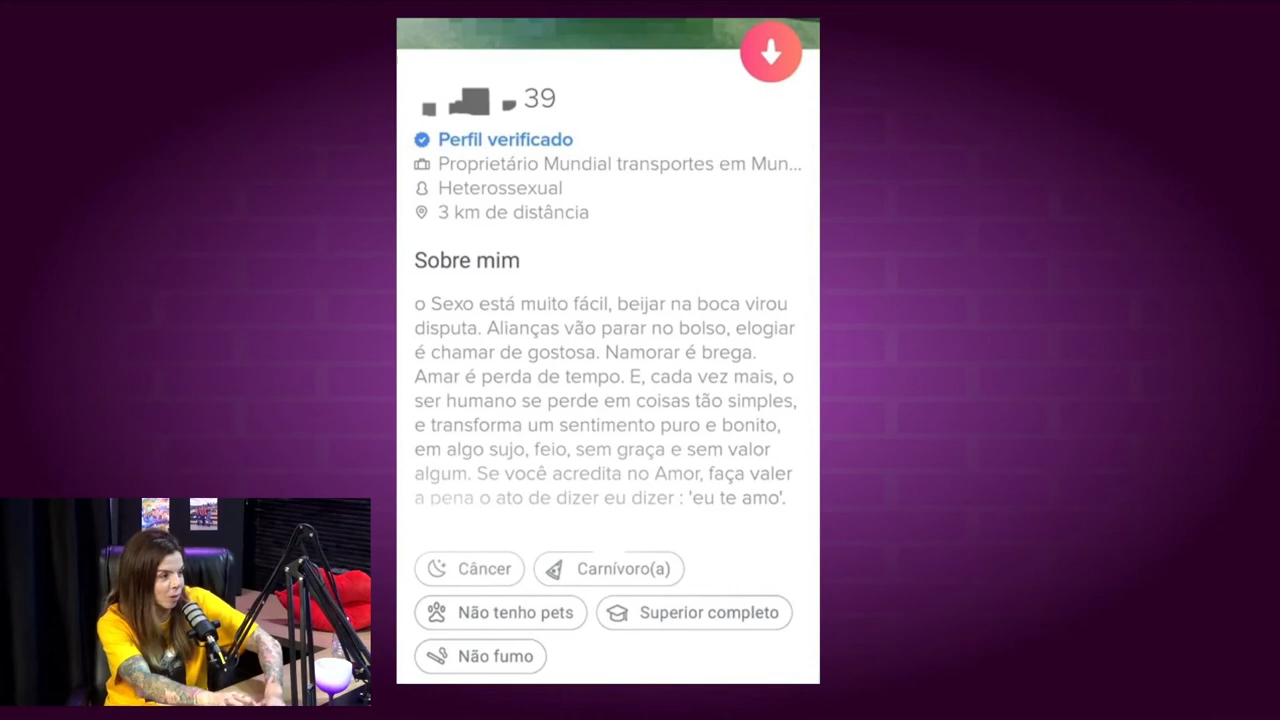 39
Perfil verificado
Proprietário Mundial transportes em Mun...
Heterossexual
3 km de distância
Sobre mim
o Sexo está muito fácil, beijar na boca virou
disputa. Alianças vão parar no bolso, elogiar
é chamar de gostosa. Namorar é brega.
Amar é perda de tempo. E, cada vez mais, o
ser humano se perde em coisas tão simples,
e transforma um sentimento puro e bonito,
em algo sujo, feio, sem graça e sem valor
algum. Se você acredita no Amor, faça valer
a pena o ato de dizer eu dizer : 'eu te amo'.
Câncer
Carnívoro(a)
Não tenho pets
Superior completo
Não fumo